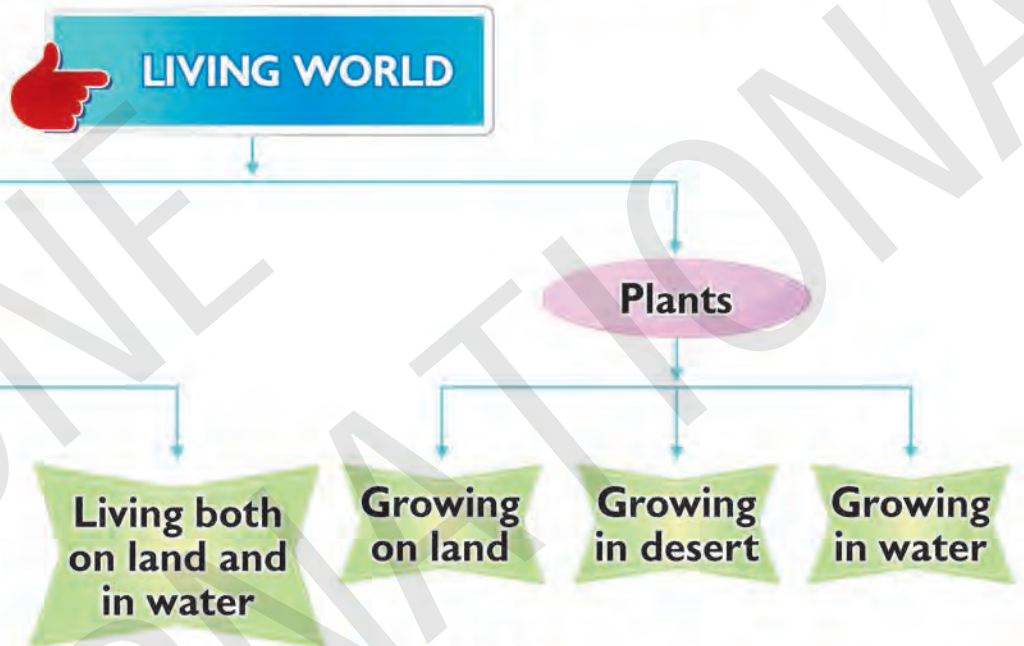 LIVING WORLD
Plants
Living both
on land and
in water
Growing
on land
Growing
in desert
Growing
in water